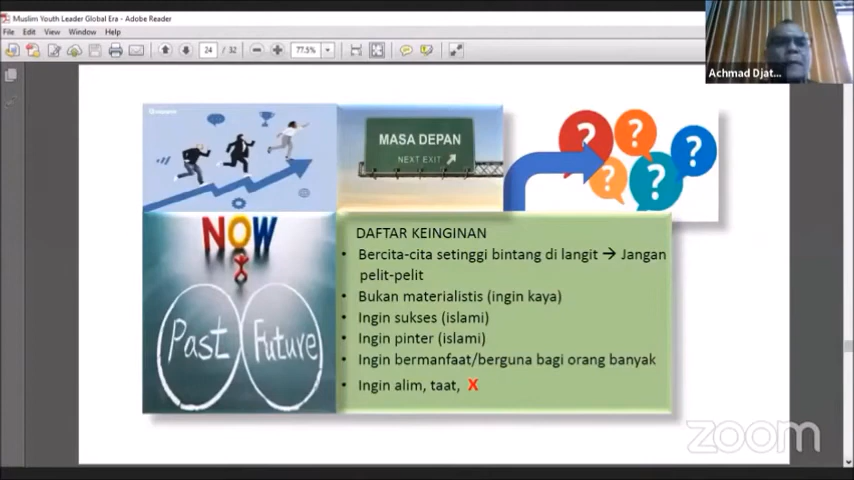 Muslim Youth Leader Global Era - Adobe Reader
File Edit View Window Help
24 / 32
77.5%
Achmad Djat...
MASA DEPAN
NEXT EXIT
? ? ? ? ?
NOW
Past Future
DAFTAR KEINGINAN
• Bercita-cita setinggi bintang di langit → Jangan
pelit-pelit
• Bukan materialistis (ingin kaya)
• Ingin sukses (islami)
• Ingin pinter (islami)
• Ingin bermanfaat/berguna bagi orang banyak
• Ingin alim, taat, X
zoom